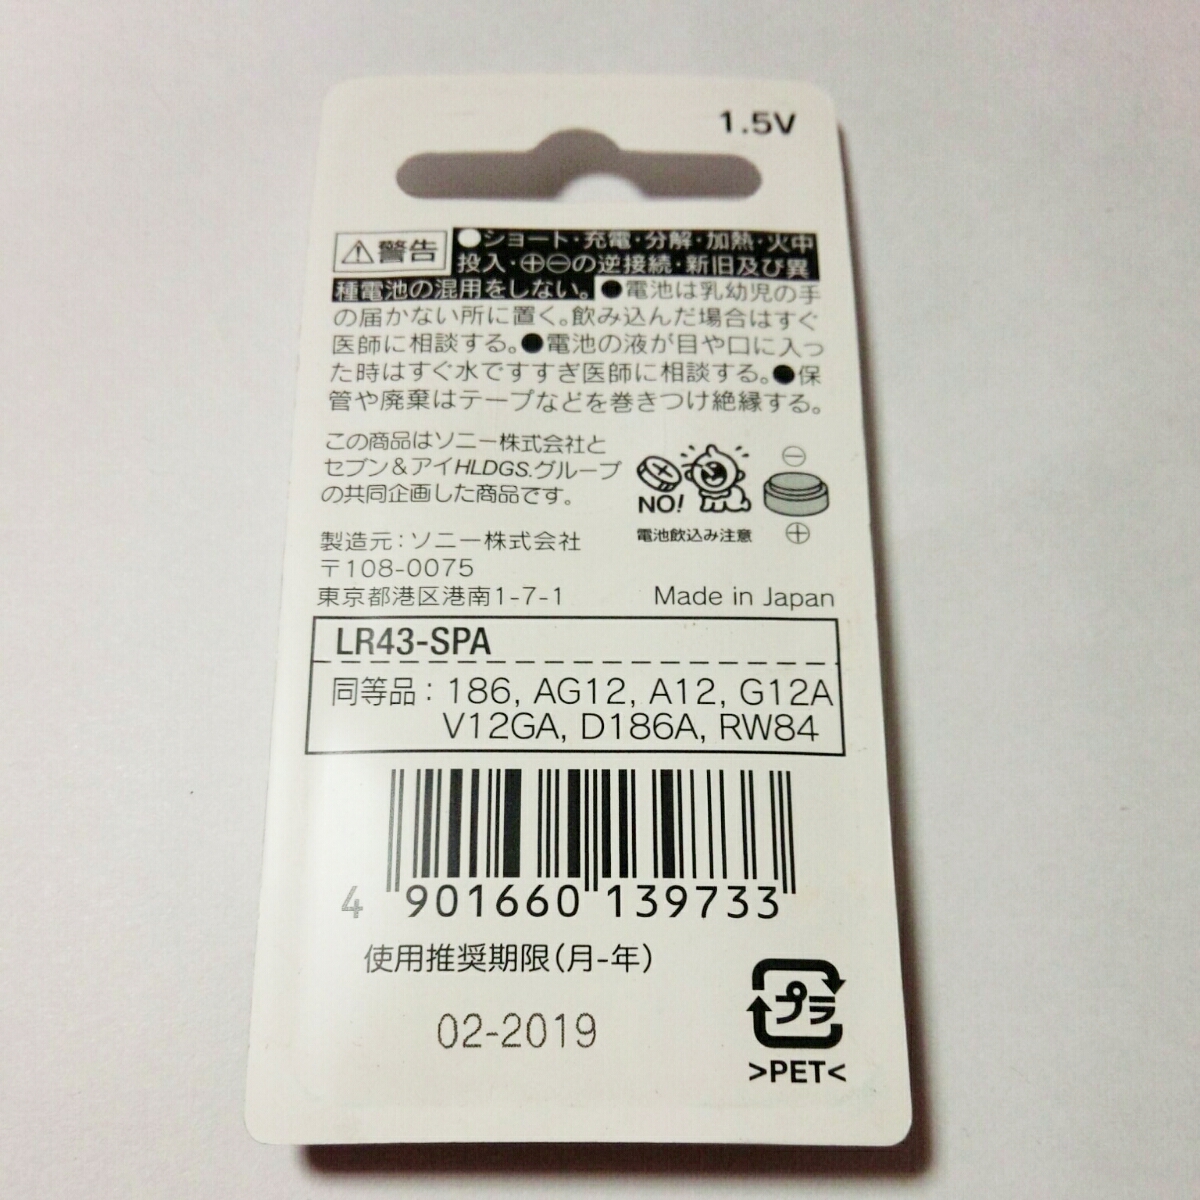 1.5V
⚠警告
●ショート・充電・分解・加熱・火中
投入・⊕⊖の逆接続・新旧及び異
種電池の混用をしない。●電池は乳幼児の手
の届かない所に置く。飲み込んだ場合はすぐ
医師に相談する。●電池の液が目や口に入っ
た時はすぐ水ですすぎ医師に相談する。●保
管や廃棄はテープなどを巻きつけ絶縁する。
この商品はソニー株式会社と
セブン&アイHLDGS.グループ
の共同企画した商品です。
NO!
電池飲込み注意
⊖
⊕
製造元:ソニー株式会社
〒108-0075
東京都港区港南1-7-1
Made in Japan
LR43-SPA
同等品:186, AG12, A12, G12A
V12GA, D186A, RW84
4 901660 139733
使用推奨期限(月-年)
02-2019
プラ
>PET<